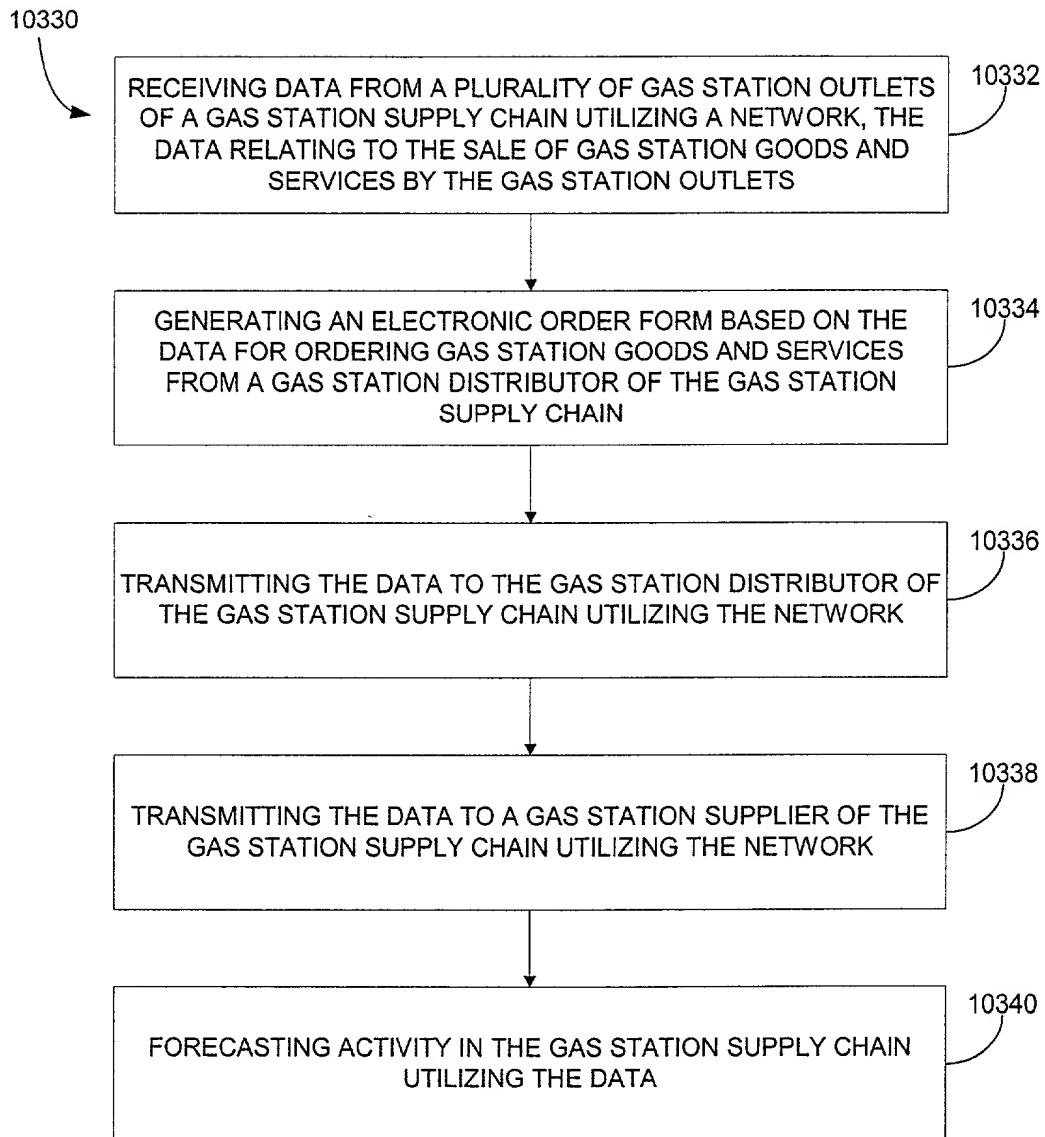 10330
RECEIVING DATA FROM A PLURALITY OF GAS STATION OUTLETS
OF A GAS STATION SUPPLY CHAIN UTILIZING A NETWORK, THE
DATA RELATING TO THE SALE OF GAS STATION GOODS AND
SERVICES BY THE GAS STATION OUTLETS
10332
GENERATING AN ELECTRONIC ORDER FORM BASED ON THE
DATA FOR ORDERING GAS STATION GOODS AND SERVICES
FROM A GAS STATION DISTRIBUTOR OF THE GAS STATION
SUPPLY CHAIN
10334
TRANSMITTING THE DATA TO THE GAS STATION DISTRIBUTOR OF
THE GAS STATION SUPPLY CHAIN UTILIZING THE NETWORK
10336
TRANSMITTING THE DATA TO A GAS STATION SUPPLIER OF THE
GAS STATION SUPPLY CHAIN UTILIZING THE NETWORK
10338
FORECASTING ACTIVITY IN THE GAS STATION SUPPLY CHAIN
UTILIZING THE DATA
10340